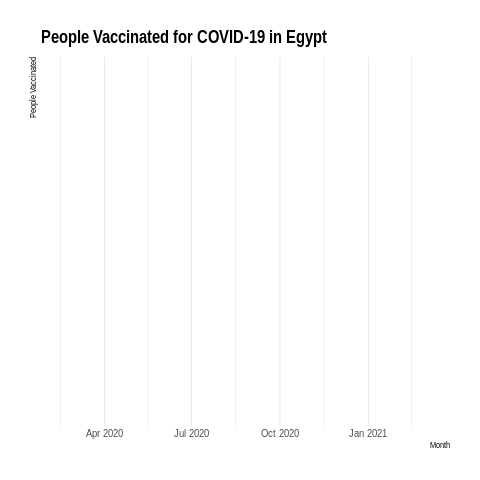 People Vaccinated for COVID-19 in Egypt
People Vaccinated
Apr 2020
Jul 2020
Oct 2020
Jan 2021
Month